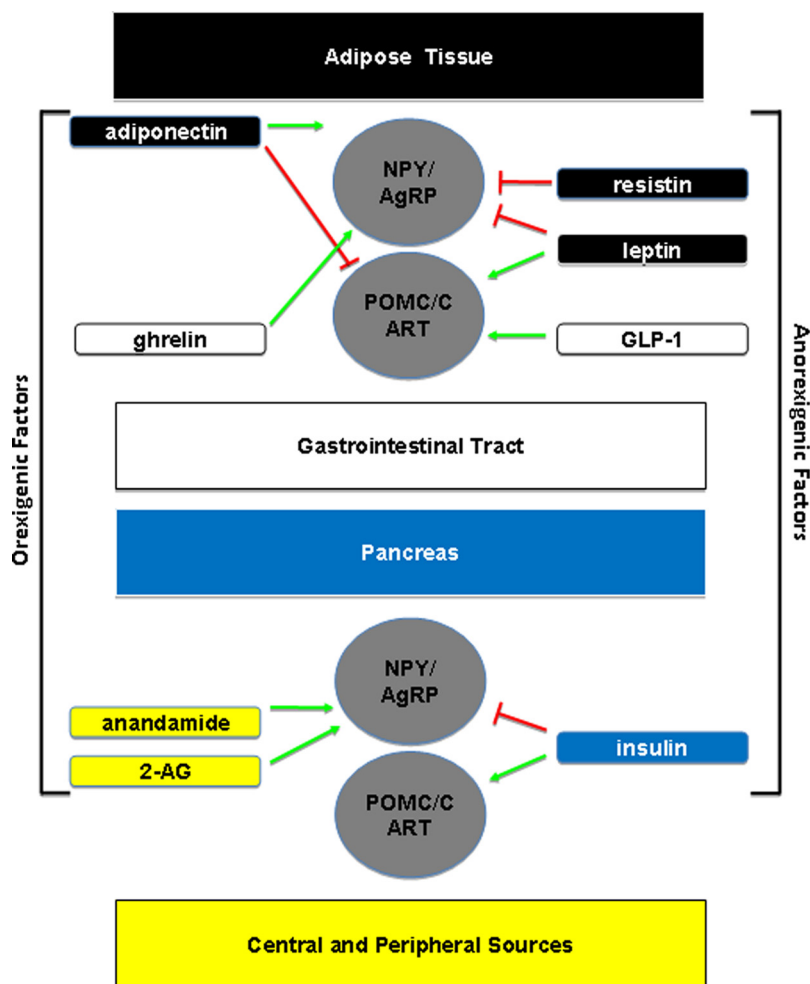 Adipose Tissue
adiponectin
NPY/
AgRP
resistin
leptin
POMC/C
ART
ghrelin
GLP-1
Orexigenic Factors
Anorexigenic Factors
Gastrointestinal Tract
Pancreas
NPY/
AgRP
anandamide
insulin
2-AG
POMC/C
ART
Central and Peripheral Sources